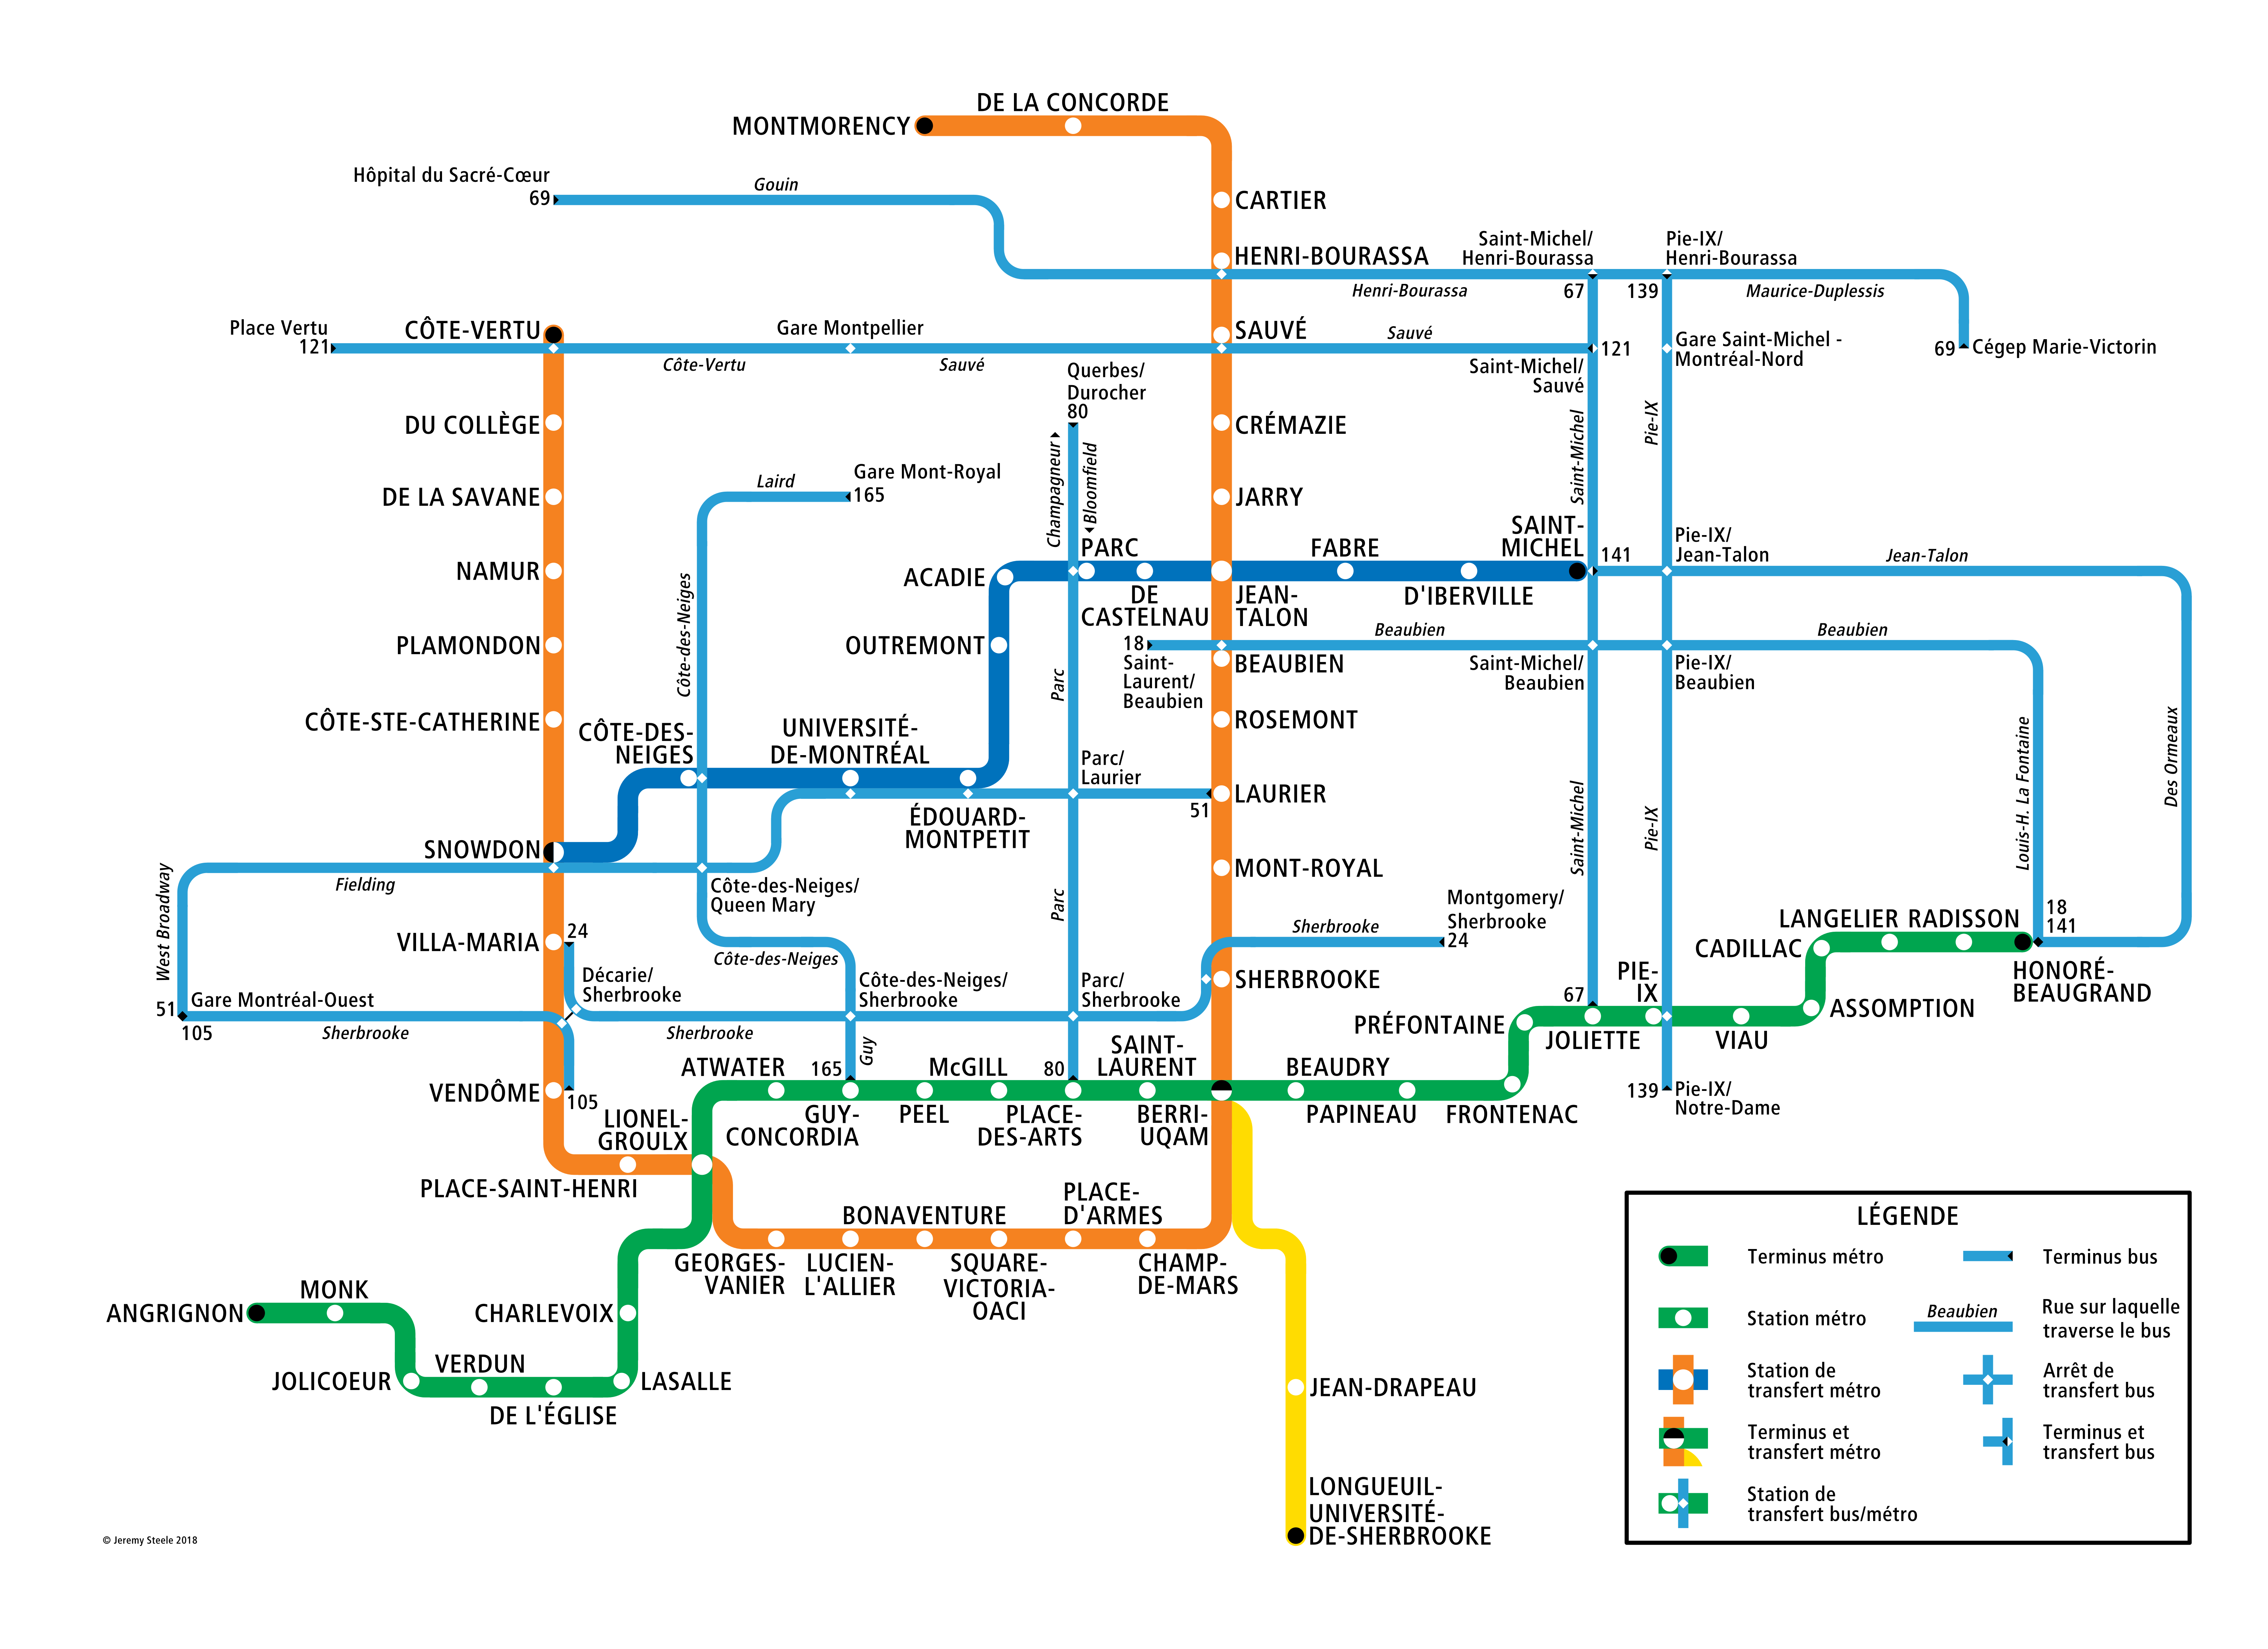 DE LA CONCORDE
MONTMORENCY
Hôpital du Sacré-Cœur
69
Gouin
CARTIER
HENRI-BOURASSA
Saint-Michel/
Henri-Bourassa
Pie-IX/
Henri-Bourassa
Henri-Bourassa
67
139
Maurice-Duplessis
Place Vertu
121
CÔTE-VERTU
Gare Montpellier
SAUVÉ
Sauvé
121
Gare Saint-Michel -
Montréal-Nord
69
Cégep Marie-Victorin
Côte-Vertu
Sauvé
Saint-Michel/
Sauvé
Querbes/
Durocher
80
DU COLLÈGE
CRÉMAZIE
Champagneur
Bloomfield
Saint-Michel
Pie-IX
Laird
Gare Mont-Royal
165
DE LA SAVANE
JARRY
NAMUR
ACADIE
PARC
DE
CASTELNAU
JEAN-
TALON
FABRE
D'IBERVILLE
SAINT-
MICHEL
141
Pie-IX/
Jean-Talon
Jean-Talon
Côte-des-Neiges
PLAMONDON
OUTREMONT
18
Saint-
Laurent/
Beaubien
Beaubien
BEAUBIEN
Saint-Michel/
Beaubien
Pie-IX/
Beaubien
Beaubien
Parc
CÔTE-STE-CATHERINE
CÔTE-DES-
NEIGES
UNIVERSITÉ-
DE-MONTRÉAL
ROSEMONT
Parc/
Laurier
51
LAURIER
ÉDOUARD-
MONTPETIT
Saint-Michel
Pie-IX
Louis-H. La Fontaine
Des Ormeaux
SNOWDON
Fielding
West Broadway
Côte-des-Neiges/
Queen Mary
MONT-ROYAL
Parc
Montgomery/
Sherbrooke
24
Sherbrooke
VILLA-MARIA
24
Côte-des-Neiges
Décarie/
Sherbrooke
Côte-des-Neiges/
Sherbrooke
Parc/
Sherbrooke
SHERBROOKE
LANGELIER
RADISSON
18
141
CADILLAC
HONORÉ-
BEAUGRAND
51
Gare Montréal-Ouest
105
Sherbrooke
Sherbrooke
Guy
PRÉFONTAINE
67
JOLIETTE
PIE-
IX
VIAU
ASSOMPTION
VENDÔME
105
ATWATER
165
McGILL
80
SAINT-
LAURENT
BEAUDRY
139
Pie-IX/
Notre-Dame
LIONEL-
GROULX
GUY-
CONCORDIA
PEEL
PLACE-
DES-ARTS
BERRI-
UQAM
PAPINEAU
FRONTENAC
PLACE-SAINT-HENRI
BONAVENTURE
PLACE-
D'ARMES
GEORGES-
VANIER
LUCIEN-
L'ALLIER
SQUARE-
VICTORIA-
OACI
CHAMP-
DE-MARS
ANGRIGNON
MONK
CHARLEVOIX
JOLICOEUR
VERDUN
DE L'ÉGLISE
LASALLE
JEAN-DRAPEAU
LONGUEUIL-
UNIVERSITÉ-
DE-SHERBROOKE
LÉGENDE
Terminus métro
Terminus bus
Station métro
Beaubien
Rue sur laquelle
traverse le bus
Station de
transfert métro
Arrêt de
transfert bus
Terminus et
transfert métro
Terminus et
transfert bus
Station de
transfert bus/métro
© Jeremy Steele 2018